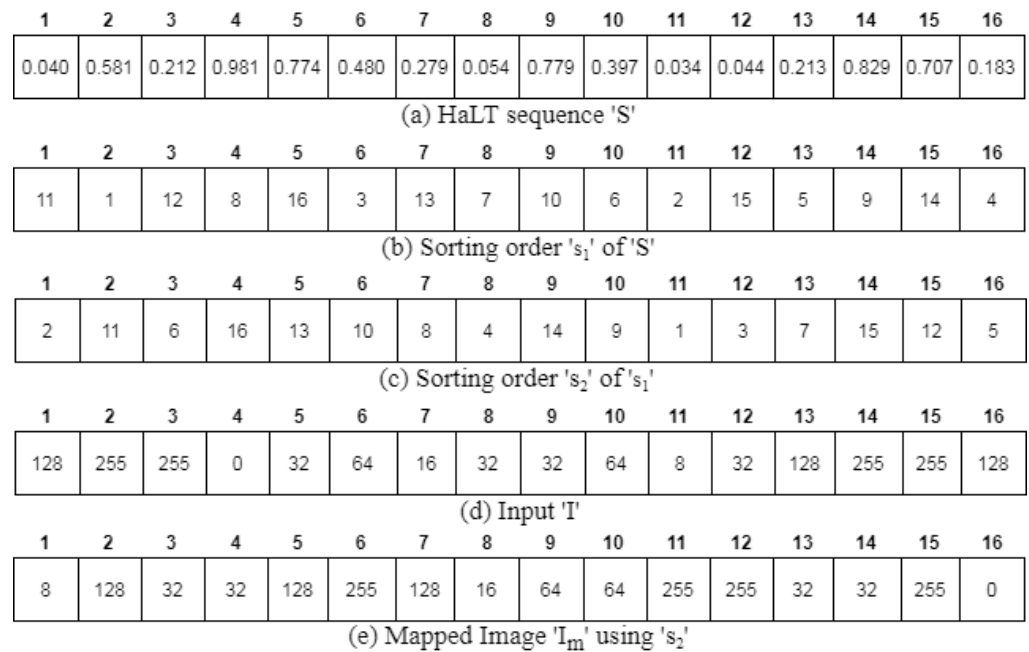 1 2 3 4 5 6 7 8 9 10 11 12 13 14 15 16
0.040 0.581 0.212 0.981 0.774 0.480 0.279 0.054 0.779 0.397 0.034 0.044 0.213 0.829 0.707 0.183
(a) HaLT sequence 'S'
1 2 3 4 5 6 7 8 9 10 11 12 13 14 15 16
11 1 12 8 16 3 13 7 10 6 2 15 5 9 14 4
(b) Sorting order 's₁' of 'S'
1 2 3 4 5 6 7 8 9 10 11 12 13 14 15 16
2 11 6 16 13 10 8 4 14 9 1 3 7 15 12 5
(c) Sorting order 's₂' of 's₁'
1 2 3 4 5 6 7 8 9 10 11 12 13 14 15 16
128 255 255 0 32 64 16 32 32 64 8 32 128 255 255 128
(d) Input 'I'
1 2 3 4 5 6 7 8 9 10 11 12 13 14 15 16
8 128 32 32 128 255 128 16 64 64 255 255 32 32 255 0
(e) Mapped Image 'Iₘ' using 's₂'